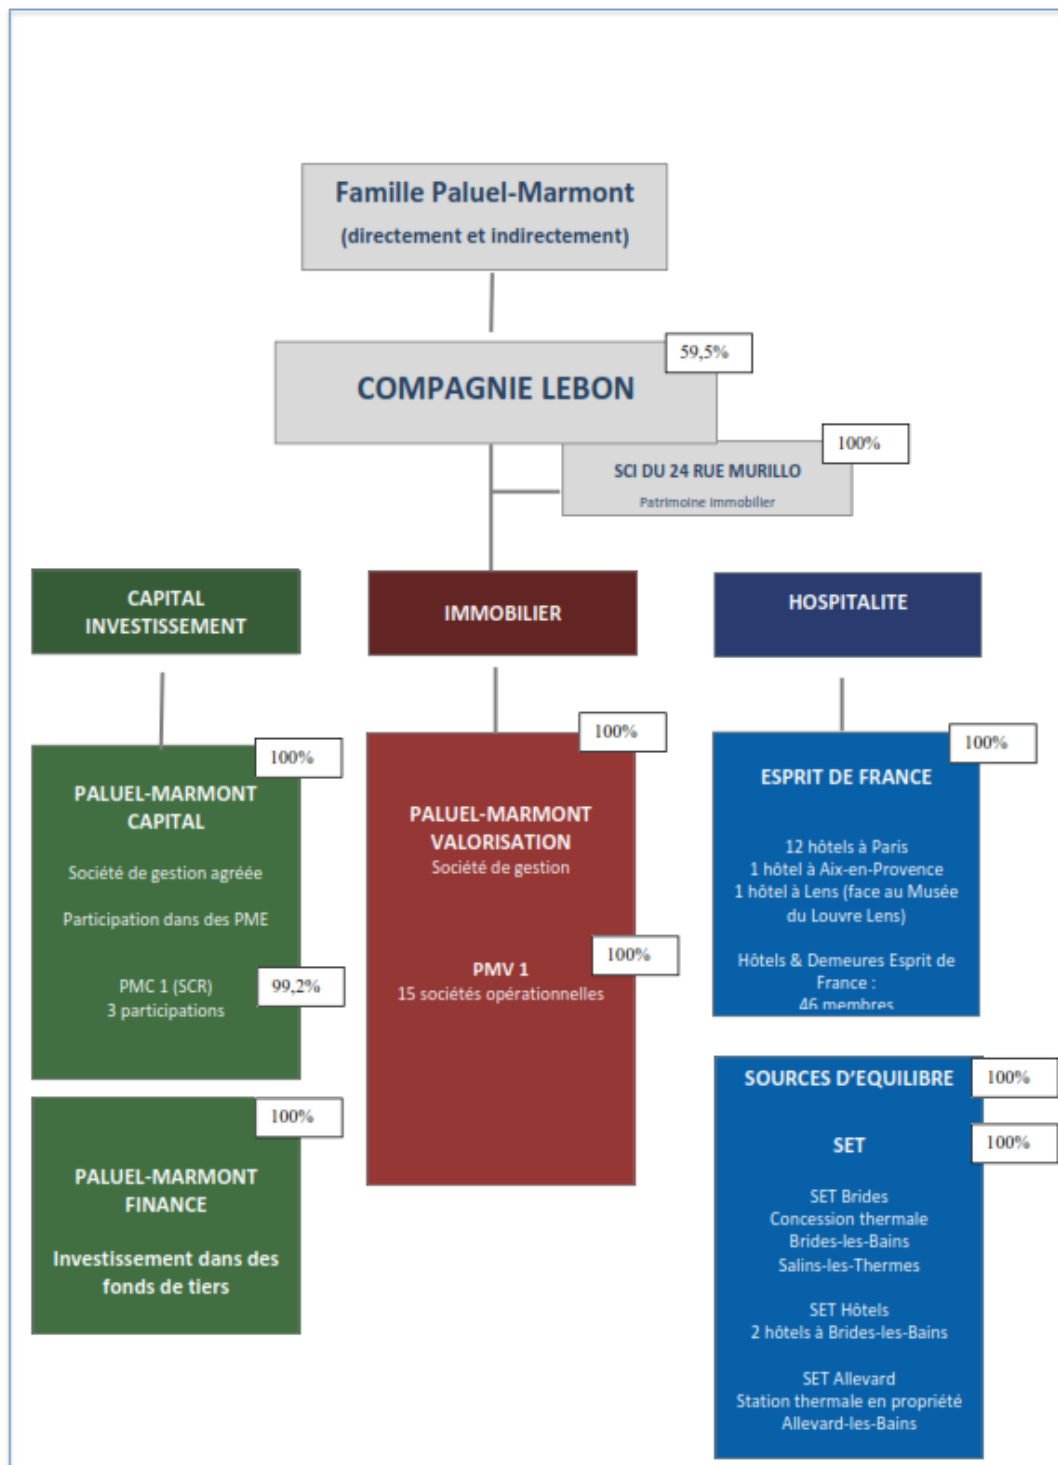 Famille Paluel-Marmont
(directement et indirectement)
59,5%
COMPAGNIE LEBON
100%
SCI DU 24 RUE MURILLO
Patrimoine immobilier
CAPITAL
INVESTISSEMENT
IMMOBILIER
HOSPITALITE
100%
PALUEL-MARMONT
CAPITAL
Société de gestion agréée
Participation dans des PME
PMC 1 (SCR)
99,2%
3 participations
100%
PALUEL-MARMONT
FINANCE
Investissement dans des
fonds de tiers
100%
PALUEL-MARMONT
VALORISATION
Société de gestion
100%
PMV 1
15 sociétés opérationnelles
100%
ESPRIT DE FRANCE
12 hôtels à Paris
1 hôtel à Aix-en-Provence
1 hôtel à Lens (face au Musée
du Louvre Lens)
Hôtels & Demeures Esprit de
France :
46 membres
SOURCES D'EQUILIBRE
100%
SET
100%
SET Brides
Concession thermale
Brides-les-Bains
Salins-les-Thermes
SET Hôtels
2 hôtels à Brides-les-Bains
SET Allevard
Station thermale en propriété
Allevard-les-Bains